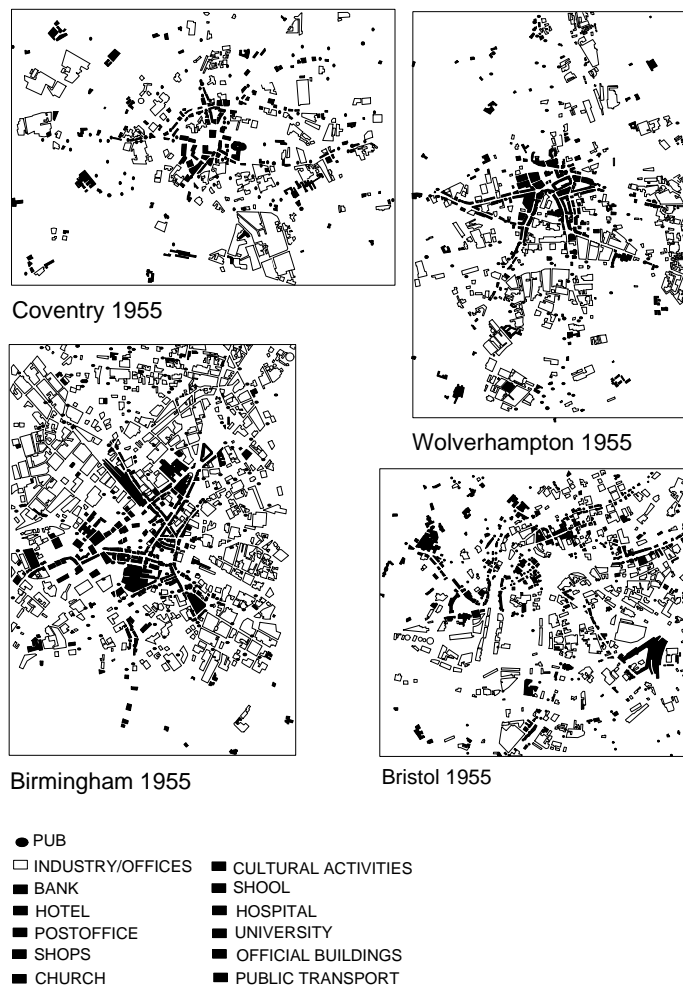 Coventry 1955
Wolverhampton 1955
Birmingham 1955
Bristol 1955
PUB
INDUSTRY/OFFICES
BANK
HOTEL
POSTOFFICE
SHOPS
CHURCH
CULTURAL ACTIVITIES
SHOOL
HOSPITAL
UNIVERSITY
OFFICIAL BUILDINGS
PUBLIC TRANSPORT